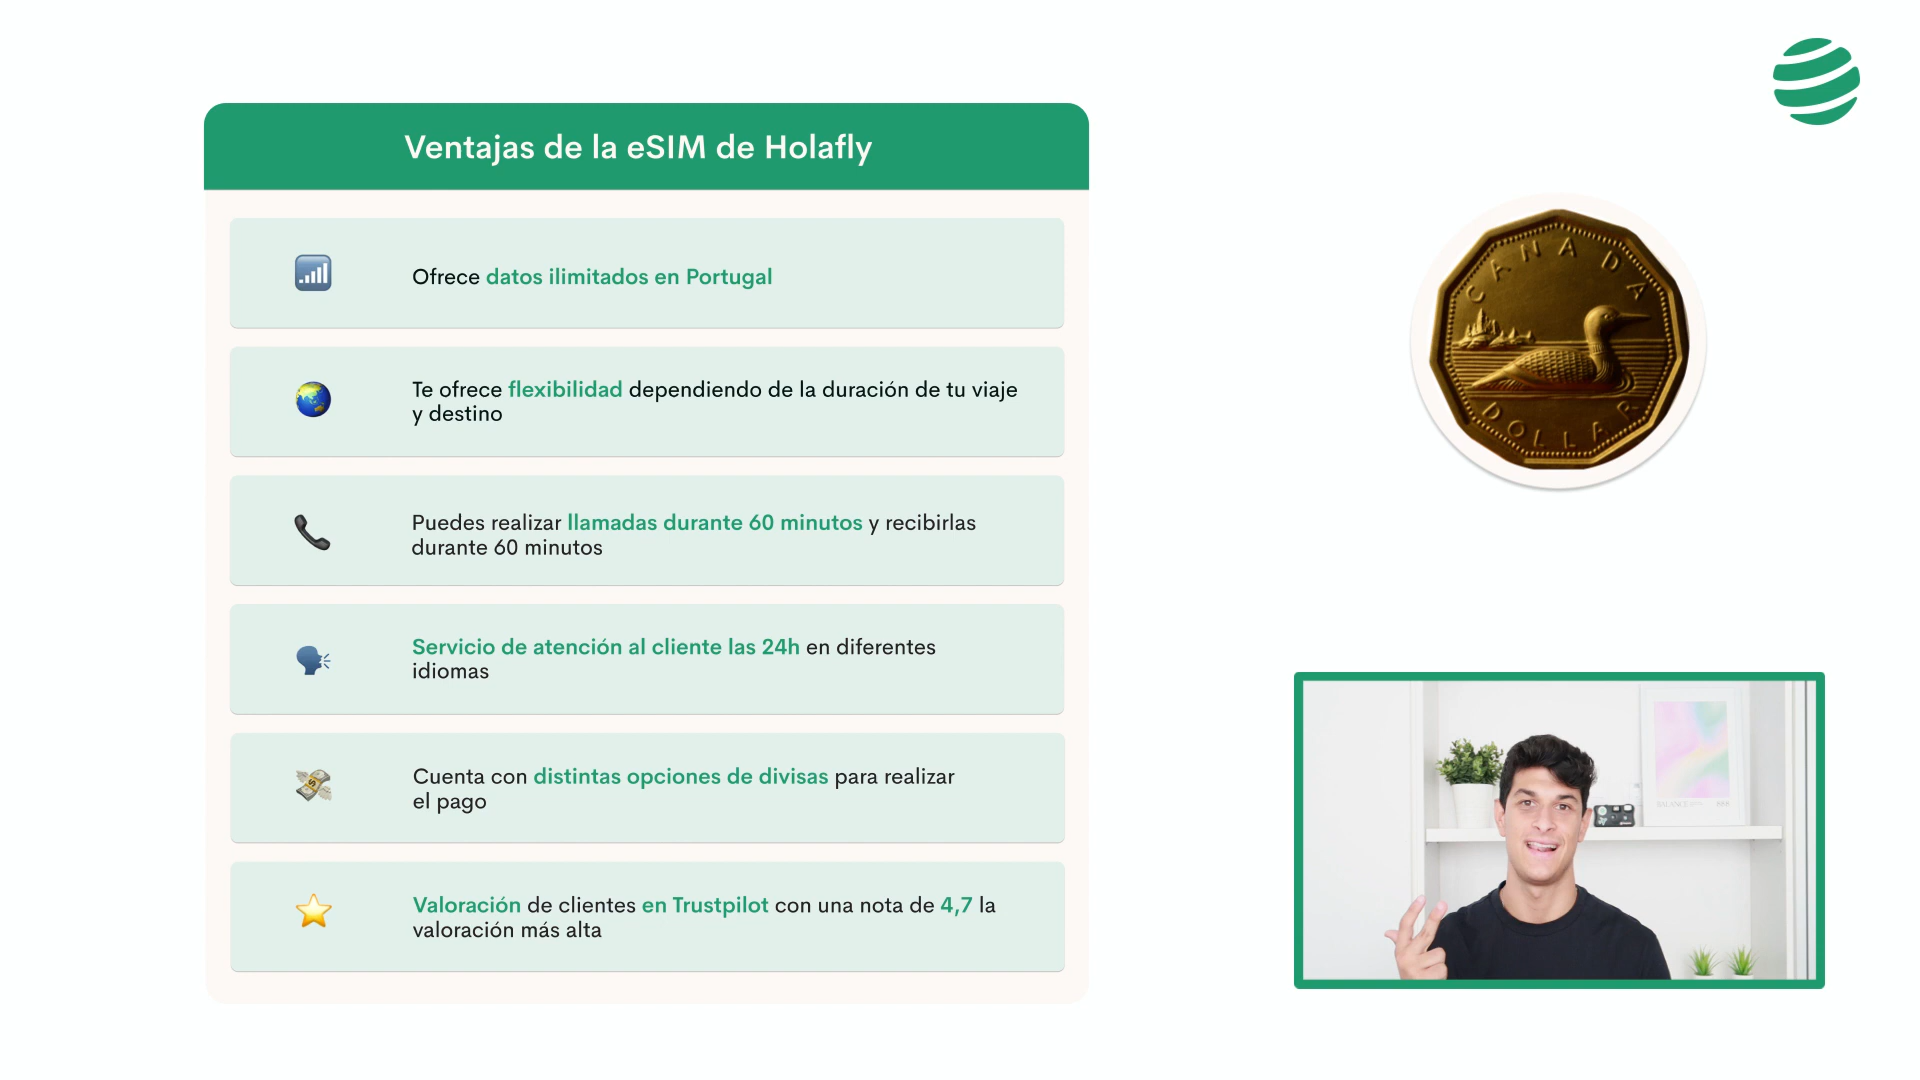 Ventajas de la eSIM de Holafly
Ofrece datos ilimitados en Portugal
Te ofrece flexibilidad dependiendo de la duración de tu viaje
y destino
Puedes realizar llamadas durante 60 minutos y recibirlas
durante 60 minutos
Servicio de atención al cliente las 24h en diferentes
idiomas
Cuenta con distintas opciones de divisas para realizar
el pago
Valoración de clientes en Trustpilot con una nota de 4,7 la
valoración más alta
CANADA
DOLLAR
BALANCE